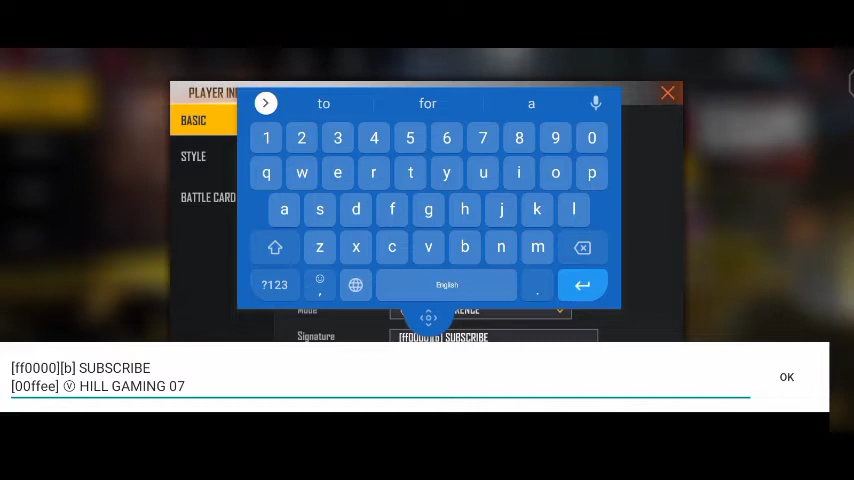 PLAYER IN
BASIC
STYLE
BATTLE CARD
to for a
1 2 3 4 5 6 7 8 9 0
q w e r t y u i o p
a s d f g h j k l
z x c v b n m
?123 , English .
Signature
[ff0000][b] SUBSCRIBE
[ff0000][b] SUBSCRIBE
[00ffee] Ⓥ HILL GAMING 07
OK